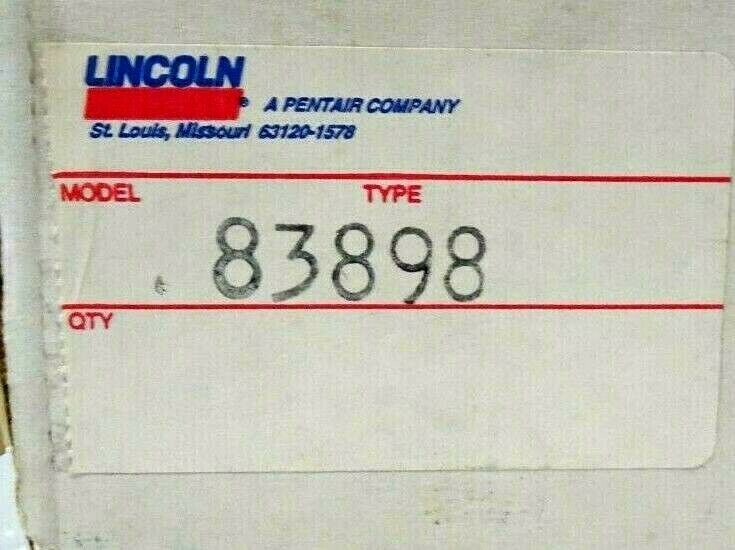 LINCOLN
® A PENTAIR COMPANY
St. Louis, Missouri 63120-1578
MODEL TYPE
83898
QTY